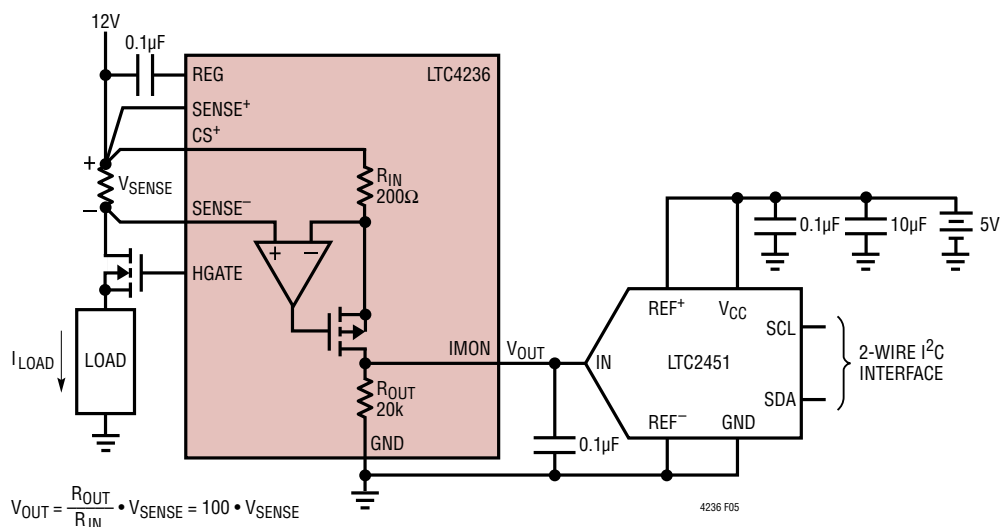 12V
0.1µF
REG
LTC4236
SENSE+
CS+
+
VSENSE
–
RIN
200Ω
SENSE–
+
–
HGATE
ILOAD
LOAD
IMON
VOUT
ROUT
20k
GND
0.1µF
0.1µF
10µF
5V
REF+
VCC
SCL
IN
LTC2451
2-WIRE I2C
INTERFACE
SDA
REF–
GND
VOUT = ROUT/RIN • VSENSE = 100 • VSENSE
4236 F05